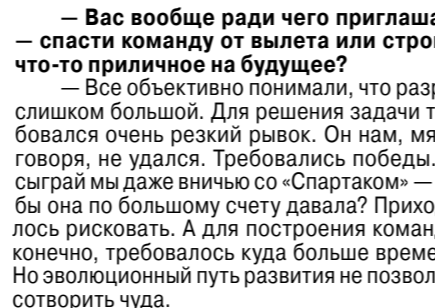 — Вас вообще ради чего приглаша
— спасти команду от вылета или строи
что-то приличное на будущее?
— Все объективно понимали, что разр
слишком большой. Для решения задачи т
бовался очень резкий рывок. Он нам, мя
говоря, не удался. Требовались победы.
сыграй мы даже вничью со «Спартаком» —
бы она по большому счету давала? Прихо
лось рисковать. А для построения коман
конечно, требовалось куда больше време
Но эволюционный путь развития не позвол
сотворить чуда.